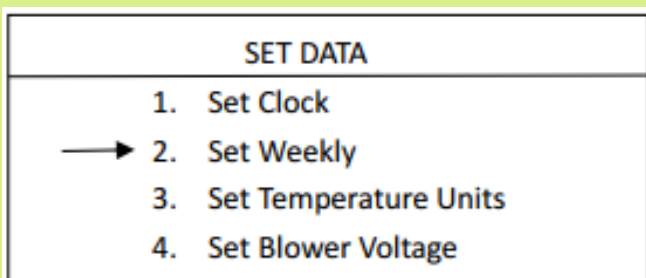 SET DATA
1. Set Clock
2. Set Weekly
3. Set Temperature Units
4. Set Blower Voltage